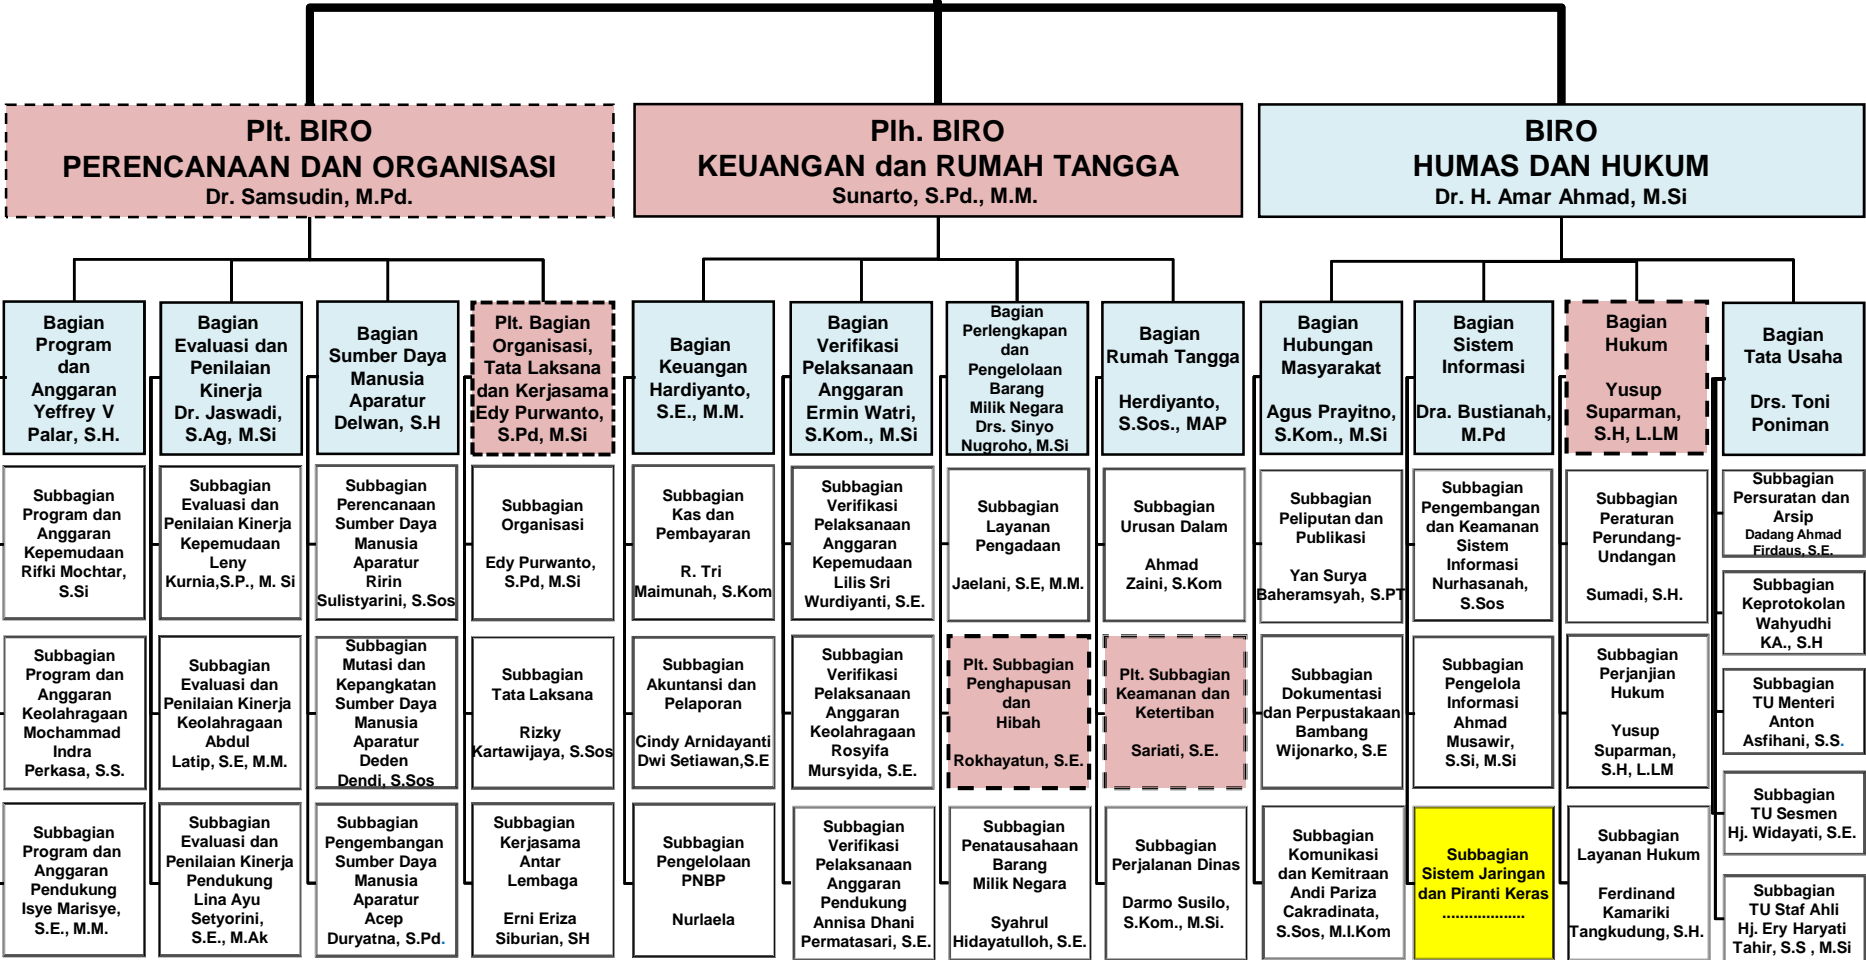 Plt. BIRO
PERENCANAAN DAN ORGANISASI
Dr. Samsudin, M.Pd.
Plh. BIRO
KEUANGAN dan RUMAH TANGGA
Sunarto, S.Pd., M.M.
BIRO
HUMAS DAN HUKUM
Dr. H. Amar Ahmad, M.Si
Bagian
Program
dan
Anggaran
Yeffrey V
Palar, S.H.
Bagian
Evaluasi dan
Penilaian
Kinerja
Dr. Jaswadi,
S.Ag, M.Si
Bagian
Sumber Daya
Manusia
Aparatur
Delwan, S.H
Plt. Bagian
Organisasi,
Tata Laksana
dan Kerjasama
Edy Purwanto,
S.Pd, M.Si
Bagian
Keuangan
Hardiyanto,
S.E., M.M.
Bagian
Verifikasi
Pelaksanaan
Anggaran
Ermin Watri,
S.Kom., M.Si
Bagian
Perlengkapan
dan
Pengelolaan
Barang
Milik Negara
Drs. Sinyo
Nugroho, M.Si
Bagian
Rumah Tangga
Herdiyanto,
S.Sos., MAP
Bagian
Hubungan
Masyarakat
Agus Prayitno,
S.Kom., M.Si
Bagian
Sistem
Informasi
Dra. Bustianah,
M.Pd
Bagian
Hukum
Yusup
Suparman,
S.H, L.LM
Bagian
Tata Usaha
Drs. Toni
Poniman
Subbagian
Program dan
Anggaran
Kepemudaan
Rifki Mochtar,
S.Si
Subbagian
Evaluasi dan
Penilaian Kinerja
Kepemudaan
Leny
Kurnia,S.P., M. Si
Subbagian
Perencanaan
Sumber Daya
Manusia
Aparatur
Ririn
Sulistyarini, S.Sos
Subbagian
Organisasi
Edy Purwanto,
S.Pd, M.Si
Subbagian
Kas dan
Pembayaran
R. Tri
Maimunah, S.Kom
Subbagian
Verifikasi
Pelaksanaan
Anggaran
Kepemudaan
Lilis Sri
Wurdiyanti, S.E.
Subbagian
Layanan
Pengadaan
Jaelani, S.E, M.M.
Subbagian
Urusan Dalam
Ahmad
Zaini, S.Kom
Subbagian
Peliputan dan
Publikasi
Yan Surya
Baheramsyah, S.PT
Subbagian
Pengembangan
dan Keamanan
Sistem
Informasi
Nurhasanah,
S.Sos
Subbagian
Peraturan
Perundang-
Undangan
Sumadi, S.H.
Subbagian
Persuratan dan
Arsip
Dadang Ahmad
Firdaus, S.E.
Subbagian
Keprotokolan
Wahyudhi
KA., S.H
Subbagian
Program dan
Anggaran
Keolahragaan
Mochammad
Indra
Perkasa, S.S.
Subbagian
Evaluasi dan
Penilaian Kinerja
Keolahragaan
Abdul
Latip, S.E, M.M.
Subbagian
Mutasi dan
Kepangkatan
Sumber Daya
Manusia
Aparatur
Deden
Dendi, S.Sos
Subbagian
Tata Laksana
Rizky
Kartawijaya, S.Sos
Subbagian
Akuntansi dan
Pelaporan
Cindy Arnidayanti
Dwi Setiawan,S.E
Subbagian
Verifikasi
Pelaksanaan
Anggaran
Keolahragaan
Rosyifa
Mursyida, S.E.
Plt. Subbagian
Penghapusan
dan
Hibah
Rokhayatun, S.E.
Plt. Subbagian
Keamanan dan
Ketertiban
Sariati, S.E.
Subbagian
Dokumentasi
dan Perpustakaan
Bambang
Wijonarko, S.E
Subbagian
Pengelola
Informasi
Ahmad
Musawir,
S.Si, M.Si
Subbagian
Perjanjian
Hukum
Yusup
Suparman,
S.H, L.LM
Subbagian
TU Menteri
Anton
Asfihani, S.S.
Subbagian
TU Sesmen
Hj. Widayati, S.E.
Subbagian
Program dan
Anggaran
Pendukung
Isye Marisye,
S.E., M.M.
Subbagian
Evaluasi dan
Penilaian Kinerja
Pendukung
Lina Ayu
Setyorini,
S.E., M.Ak
Subbagian
Pengembangan
Sumber Daya
Manusia
Aparatur
Acep
Duryatna, S.Pd.
Subbagian
Kerjasama
Antar
Lembaga
Erni Eriza
Siburian, SH
Subbagian
Pengelolaan
PNBP
Nurlaela
Subbagian
Verifikasi
Pelaksanaan
Anggaran
Pendukung
Annisa Dhani
Permatasari, S.E.
Subbagian
Penatausahaan
Barang
Milik Negara
Syahrul
Hidayatulloh, S.E.
Subbagian
Perjalanan Dinas
Darmo Susilo,
S.Kom., M.Si.
Subbagian
Komunikasi
dan Kemitraan
Andi Pariza
Cakradinata,
S.Sos, M.I.Kom
Subbagian
Sistem Jaringan
dan Piranti Keras
...................
Subbagian
Layanan Hukum
Ferdinand
Kamariki
Tangkudung, S.H.
Subbagian
TU Staf Ahli
Hj. Ery Haryati
Tahir, S.S , M.Si